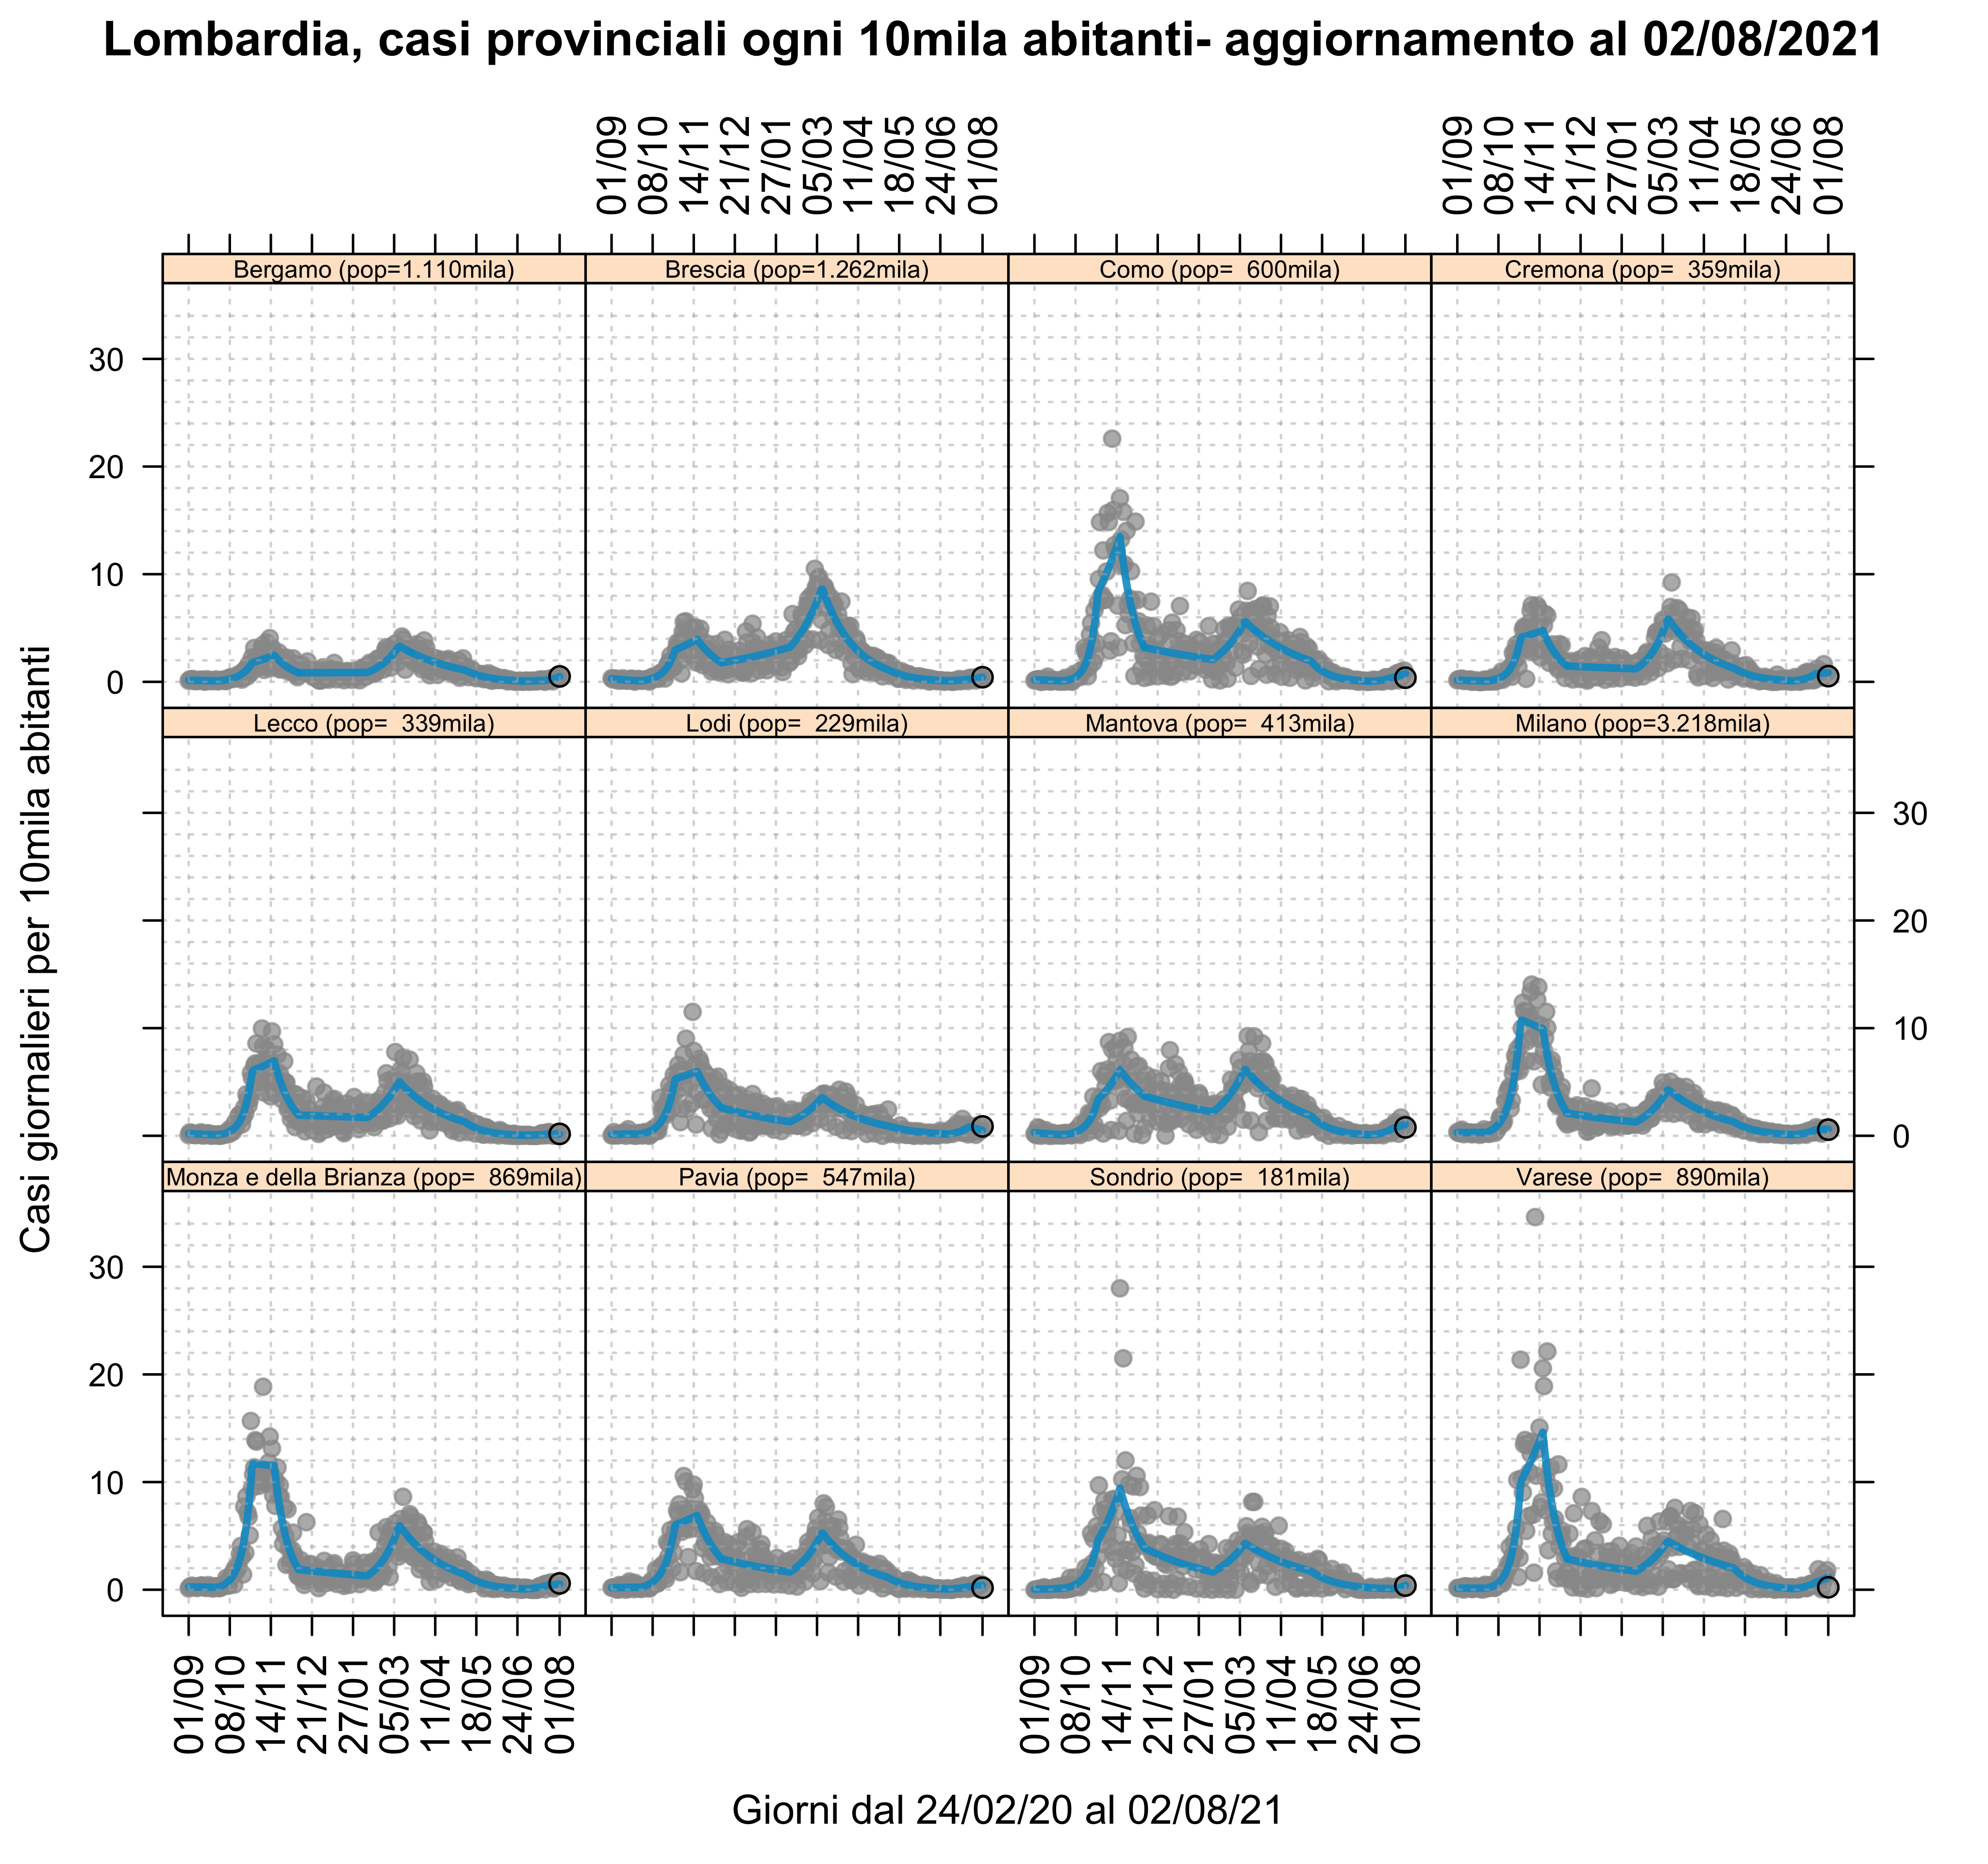 Lombardia, casi provinciali ogni 10mila abitanti- aggiornamento al 02/08/2021
01/09 08/10 14/11 21/12 27/01 05/03 11/04 18/05 24/06 01/08
01/09 08/10 14/11 21/12 27/01 05/03 11/04 18/05 24/06 01/08
Bergamo (pop=1.110mila)
Brescia (pop=1.262mila)
Como (pop= 600mila)
Cremona (pop= 359mila)
30
20
10
0
Lecco (pop= 339mila)
Lodi (pop= 229mila)
Mantova (pop= 413mila)
Milano (pop=3.218mila)
30
20
10
0
Casi giornalieri per 10mila abitanti
Monza e della Brianza (pop= 869mila)
Pavia (pop= 547mila)
Sondrio (pop= 181mila)
Varese (pop= 890mila)
30
20
10
0
01/09 08/10 14/11 21/12 27/01 05/03 11/04 18/05 24/06 01/08
01/09 08/10 14/11 21/12 27/01 05/03 11/04 18/05 24/06 01/08
Giorni dal 24/02/20 al 02/08/21